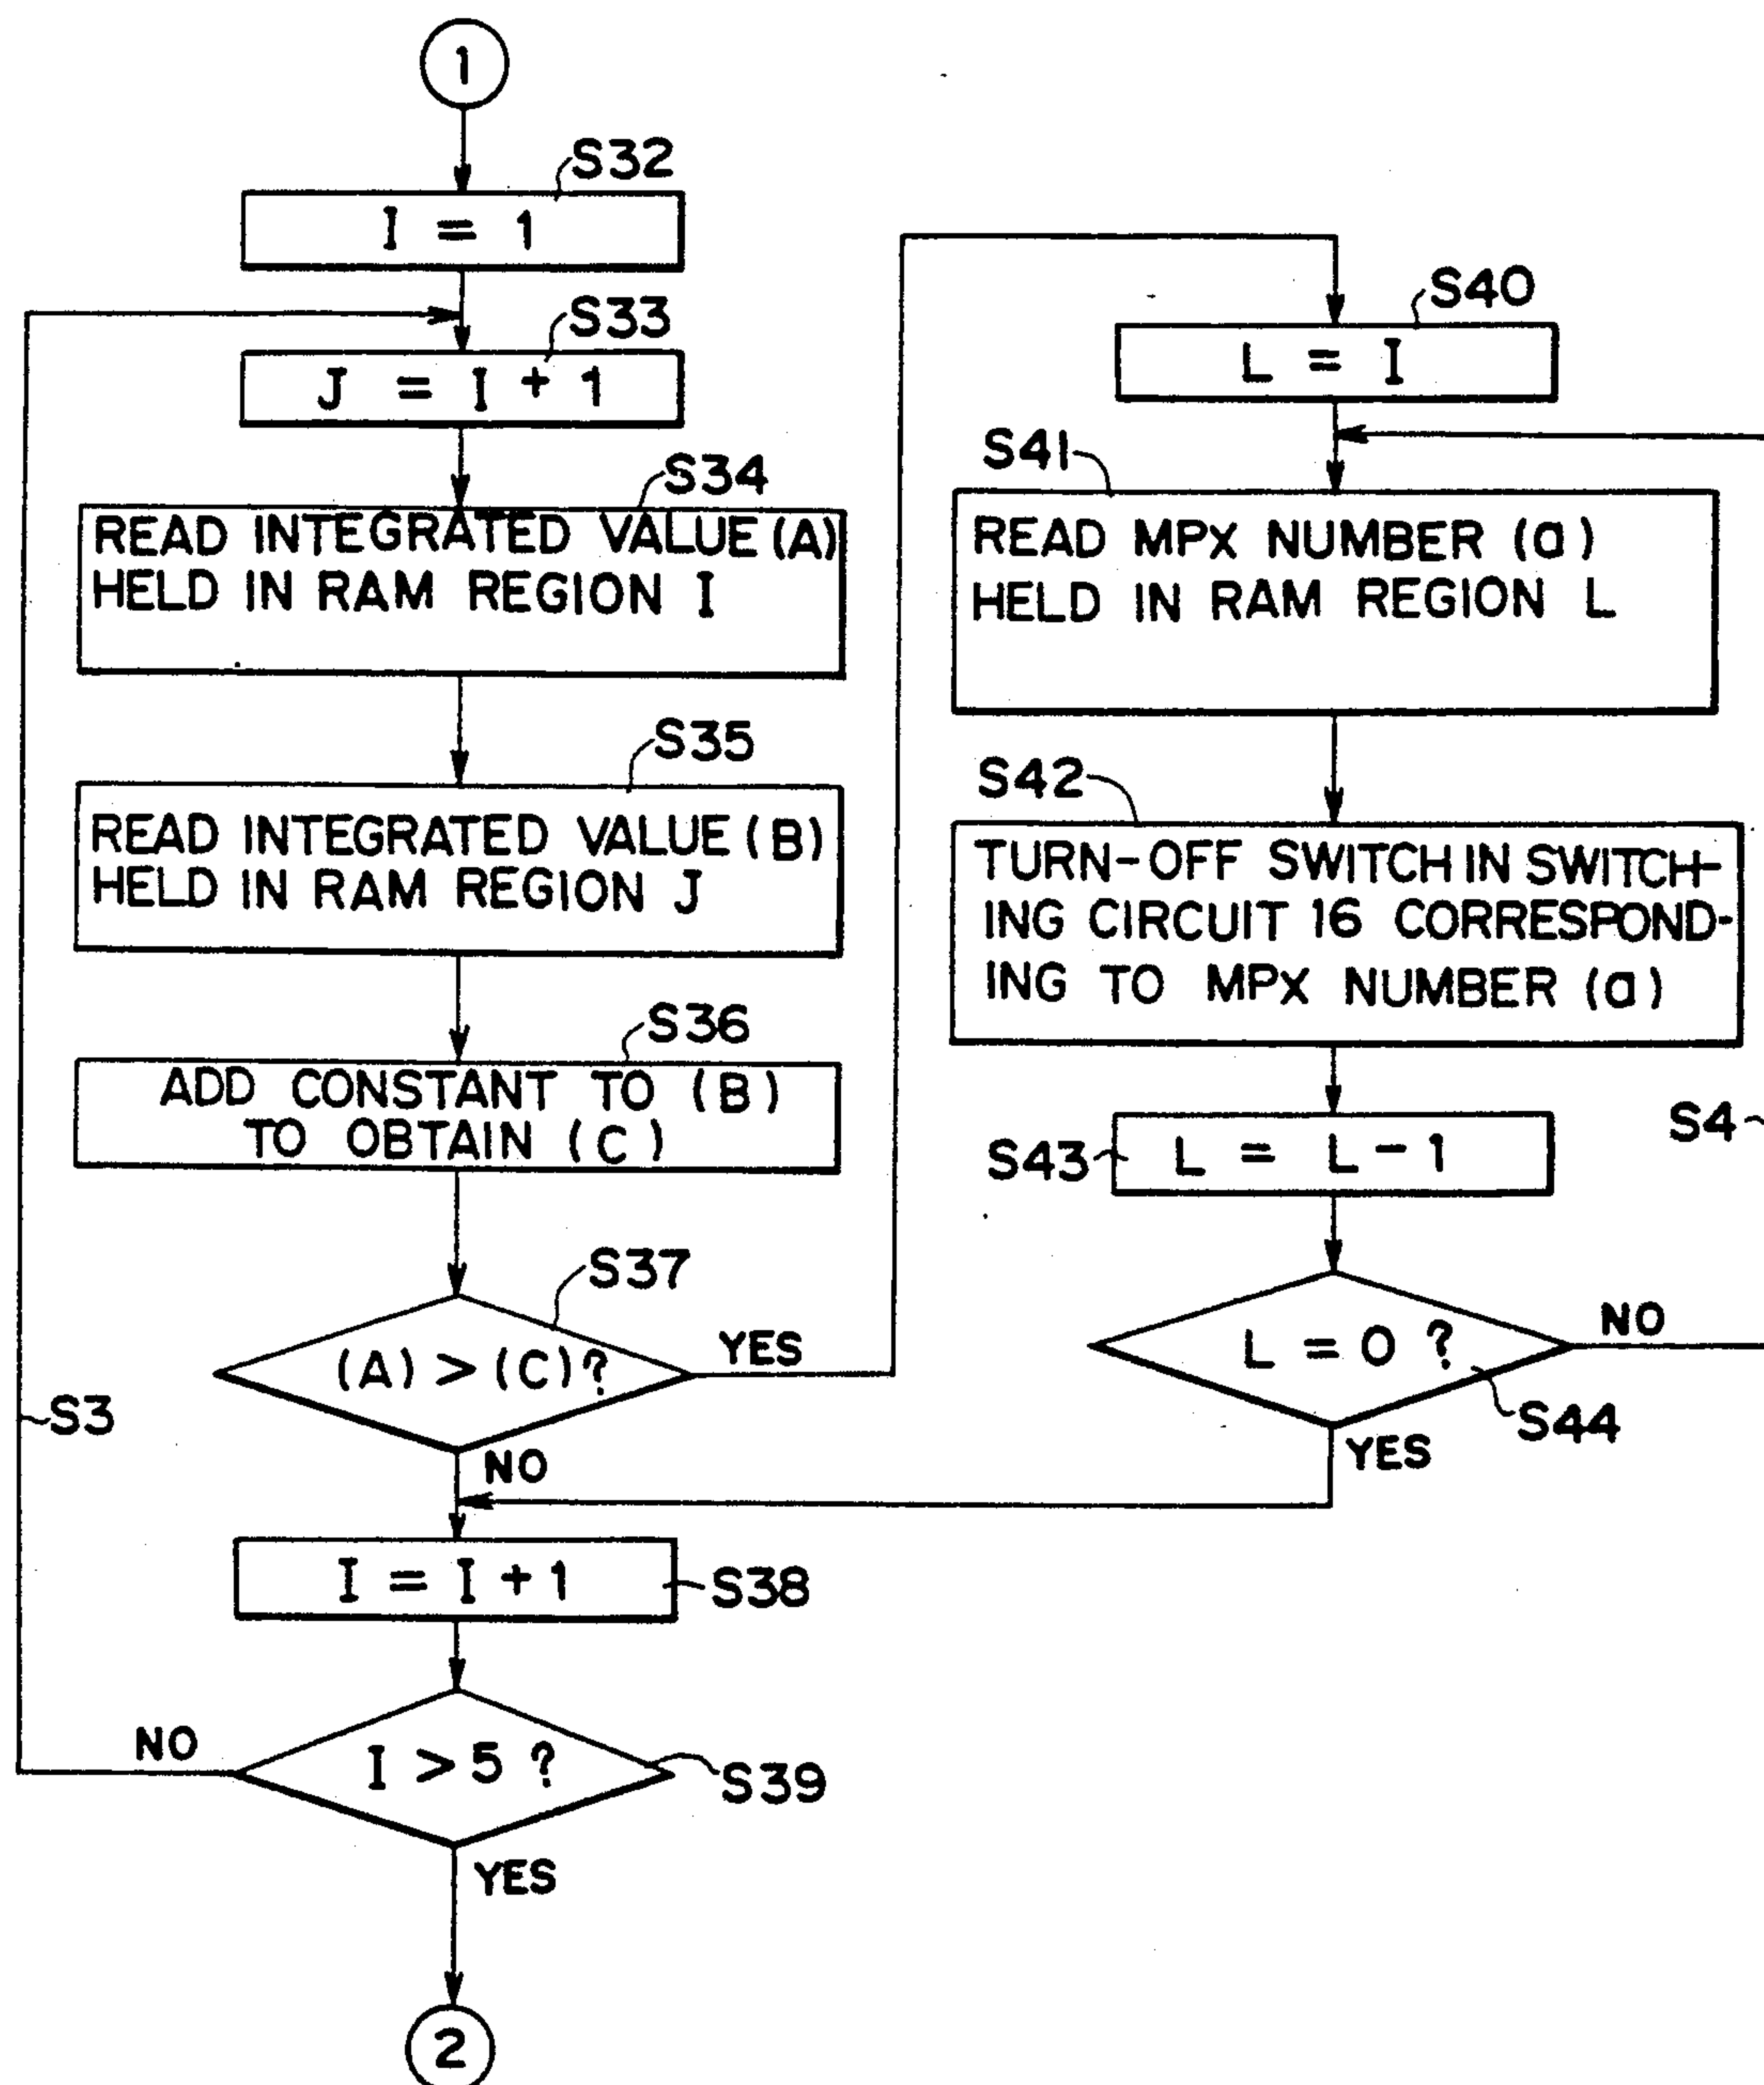 1
S32
I = 1
S33
J = I + 1
S34
READ INTEGRATED VALUE (A)
HELD IN RAM REGION I
S35
READ INTEGRATED VALUE (B)
HELD IN RAM REGION J
S36
ADD CONSTANT TO (B)
TO OBTAIN (C)
S37
(A) > (C)?
YES
NO
S3
I = I + 1
S38
I > 5 ?
NO
S39
YES
2
S40
L = I
S41
READ MPX NUMBER (a)
HELD IN RAM REGION L
S42
TURN-OFF SWITCH IN SWITCH-
ING CIRCUIT 16 CORRESPOND-
ING TO MPX NUMBER (a)
S4
S43
L = L - 1
L = 0 ?
NO
S44
YES